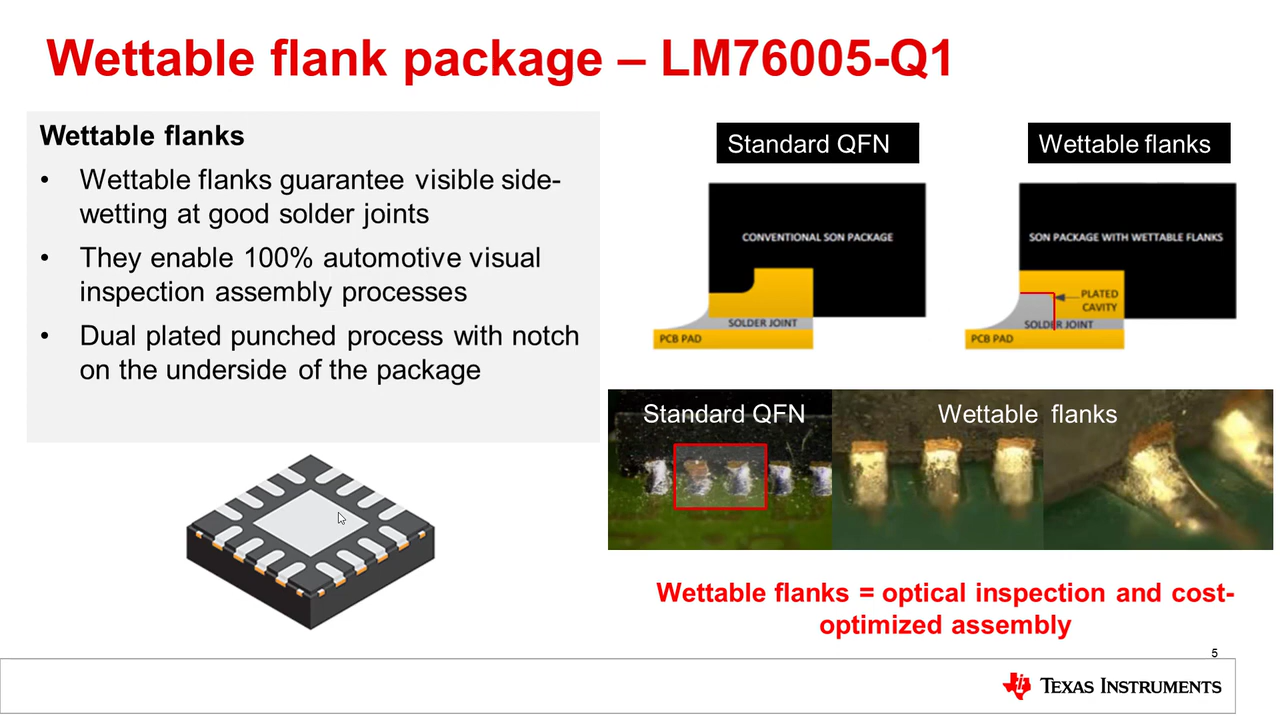 Wettable flank package – LM76005-Q1
Wettable flanks
• Wettable flanks guarantee visible side-
wetting at good solder joints
• They enable 100% automotive visual
inspection assembly processes
• Dual plated punched process with notch
on the underside of the package
Standard QFN
Wettable flanks
CONVENTIONAL SON PACKAGE
SOLDER JOINT
PCB PAD
SON PACKAGE WITH WETTABLE FLANKS
PLATED
CAVITY
SOLDER JOINT
PCB PAD
Standard QFN
Wettable flanks
Wettable flanks = optical inspection and cost-
optimized assembly
5
TEXAS INSTRUMENTS